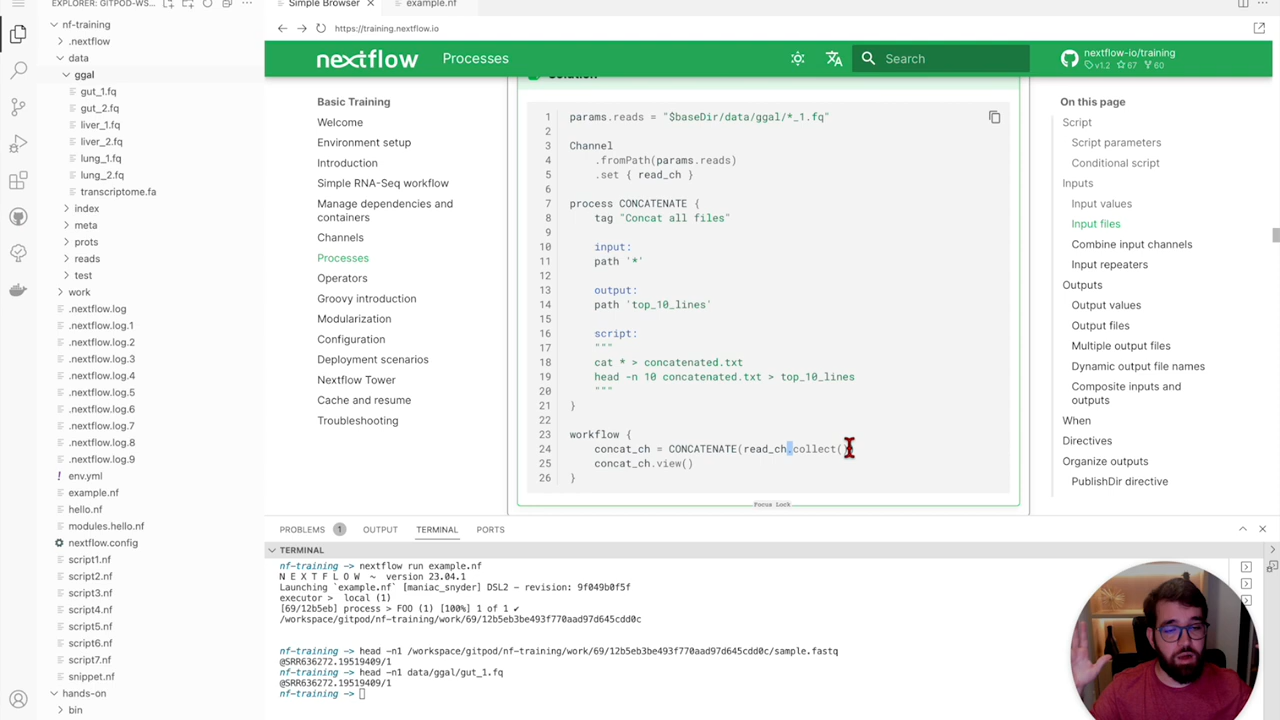 EXPLORER: GITPOD-WS...
nf-training
.nextflow
data
ggal
gut_1.fq
gut_2.fq
liver_1.fq
liver_2.fq
lung_1.fq
lung_2.fq
transcriptome.fa
index
meta
prots
reads
test
work
.nextflow.log
.nextflow.log.1
.nextflow.log.2
.nextflow.log.3
.nextflow.log.4
.nextflow.log.5
.nextflow.log.6
.nextflow.log.7
.nextflow.log.8
.nextflow.log.9
env.yml
example.nf
hello.nf
modules.hello.nf
nextflow.config
script1.nf
script2.nf
script3.nf
script4.nf
script5.nf
script6.nf
script7.nf
snippet.nf
hands-on
bin
Simple Browser
example.nf
https://training.nextflow.io
nextflow
Processes
Search
nextflow-io/training
v1.2 67 60
Basic Training
Welcome
Environment setup
Introduction
Simple RNA-Seq workflow
Manage dependencies and
containers
Channels
Processes
Operators
Groovy introduction
Modularization
Configuration
Deployment scenarios
Nextflow Tower
Cache and resume
Troubleshooting
Solution
1 params.reads = "$baseDir/data/ggal/*_1.fq"
2
3 Channel
4 .fromPath(params.reads)
5 .set { read_ch }
6
7 process CONCATENATE {
8 tag "Concat all files"
9
10 input:
11 path '*'
12
13 output:
14 path 'top_10_lines'
15
16 script:
17 """
18 cat * > concatenated.txt
19 head -n 10 concatenated.txt > top_10_lines
20 """
21 }
22
23 workflow {
24 concat_ch = CONCATENATE(read_ch.collect()
25 concat_ch.view()
26 }
Focus Lock
On this page
Script
Script parameters
Conditional script
Inputs
Input values
Input files
Combine input channels
Input repeaters
Outputs
Output values
Output files
Multiple output files
Dynamic output file names
Composite inputs and
outputs
When
Directives
Organize outputs
PublishDir directive
PROBLEMS 1 OUTPUT TERMINAL PORTS
TERMINAL
nf-training -> nextflow run example.nf
N E X T F L O W ~ version 23.04.1
Launching `example.nf` [maniac_snyder] DSL2 - revision: 9f049b0f5f
executor > local (1)
[69/12b5eb] process > FOO (1) [100%] 1 of 1 ✔
/workspace/gitpod/nf-training/work/69/12b5eb3be493f770aad97d645cdd0c
nf-training -> head -n1 /workspace/gitpod/nf-training/work/69/12b5eb3be493f770aad97d645cdd0c/sample.fastq
@SRR636272.19519409/1
nf-training -> head -n1 data/ggal/gut_1.fq
@SRR636272.19519409/1
nf-training ->